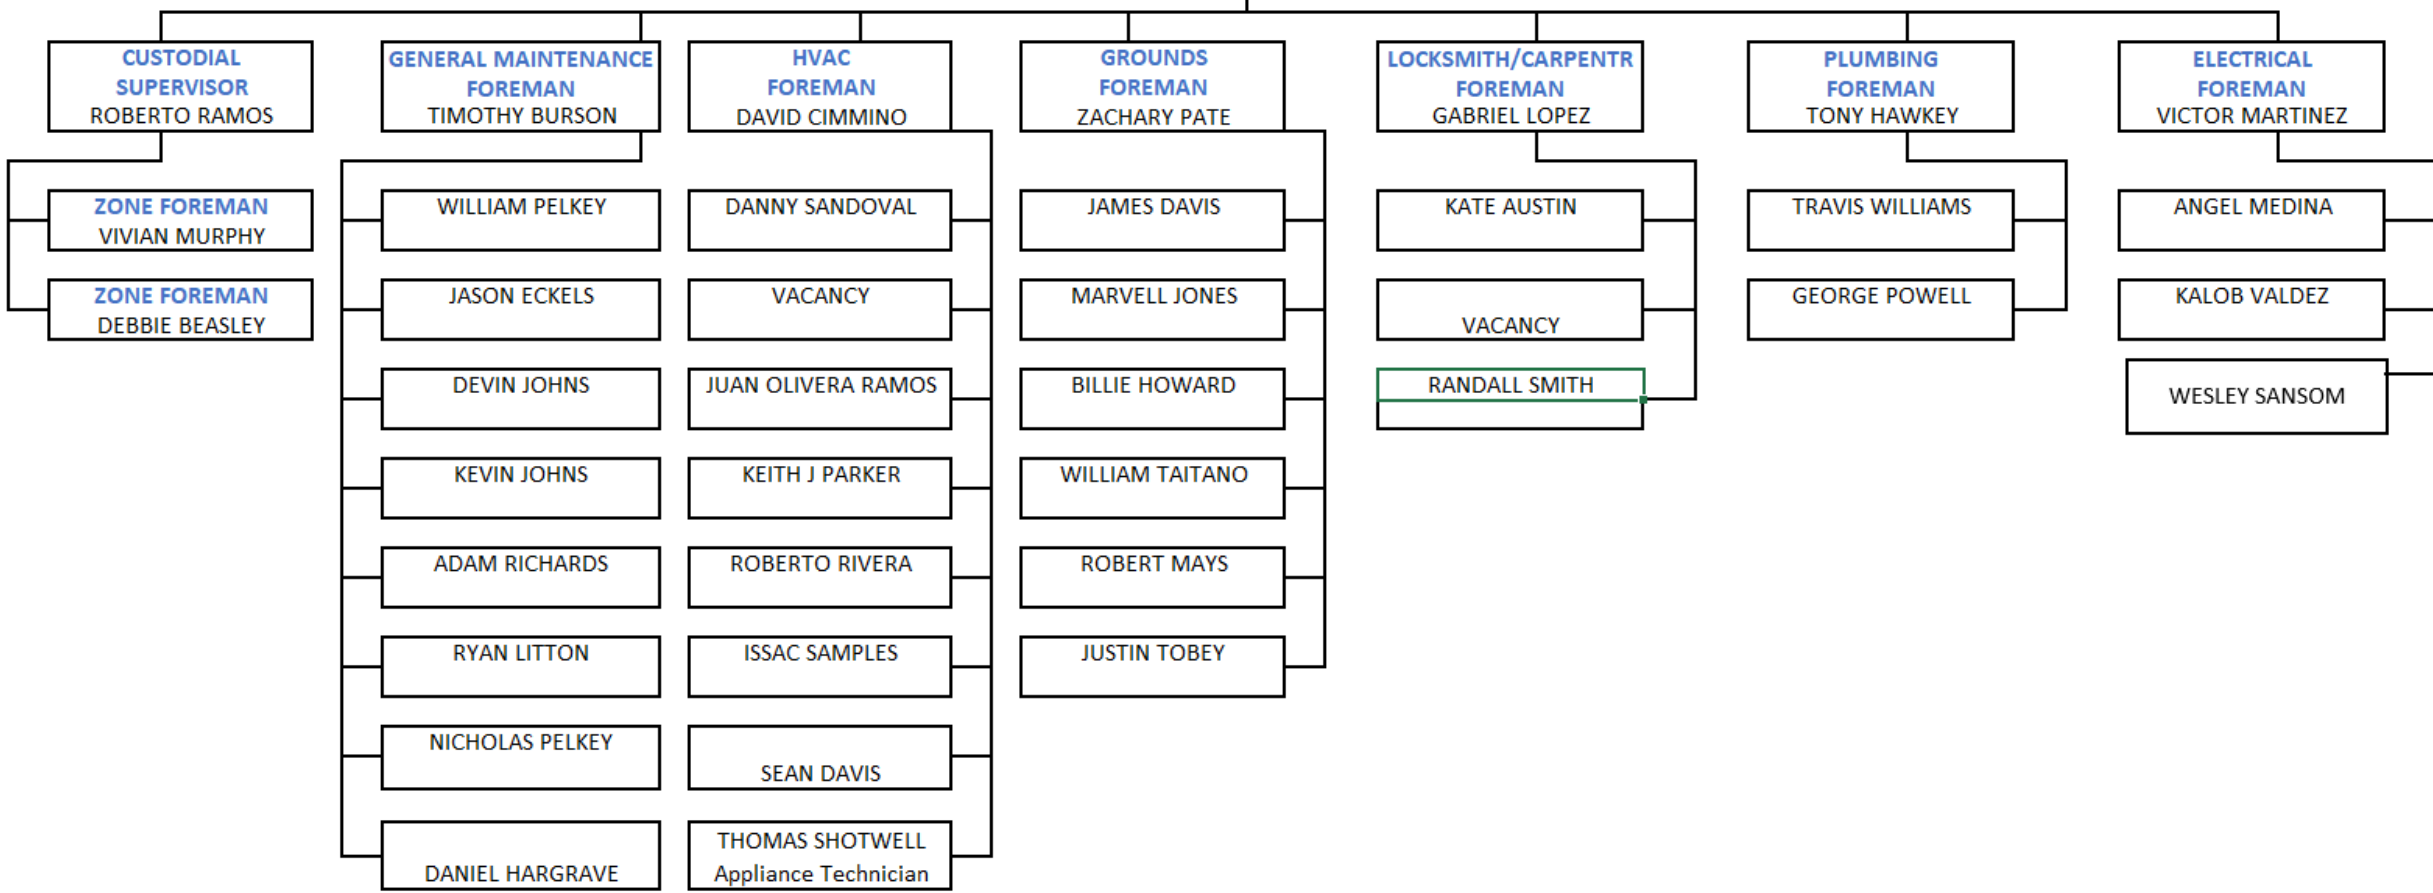 CUSTODIAL
SUPERVISOR
ROBERTO RAMOS
GENERAL MAINTENANCE
FOREMAN
TIMOTHY BURSON
HVAC
FOREMAN
DAVID CIMMINO
GROUNDS
FOREMAN
ZACHARY PATE
LOCKSMITH/CARPENTR
FOREMAN
GABRIEL LOPEZ
PLUMBING
FOREMAN
TONY HAWKEY
ELECTRICAL
FOREMAN
VICTOR MARTINEZ
ZONE FOREMAN
VIVIAN MURPHY
ZONE FOREMAN
DEBBIE BEASLEY
WILLIAM PELKEY
JASON ECKELS
DEVIN JOHNS
KEVIN JOHNS
ADAM RICHARDS
RYAN LITTON
NICHOLAS PELKEY
DANIEL HARGRAVE
DANNY SANDOVAL
VACANCY
JUAN OLIVERA RAMOS
KEITH J PARKER
ROBERTO RIVERA
ISSAC SAMPLES
SEAN DAVIS
THOMAS SHOTWELL
Appliance Technician
JAMES DAVIS
MARVELL JONES
BILLIE HOWARD
WILLIAM TAITANO
ROBERT MAYS
JUSTIN TOBEY
KATE AUSTIN
VACANCY
RANDALL SMITH
TRAVIS WILLIAMS
GEORGE POWELL
ANGEL MEDINA
KALOB VALDEZ
WESLEY SANSOM